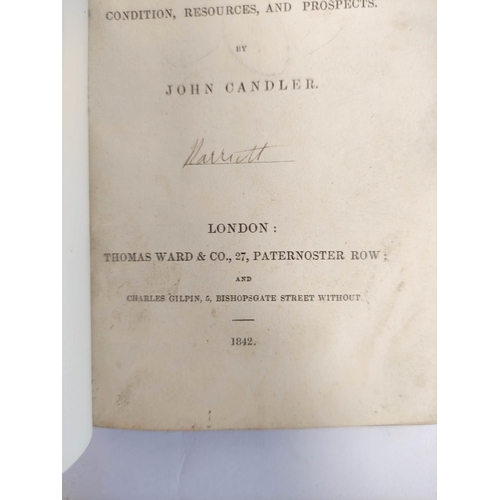 CONDITION, RESOURCES, AND PROSPECTS.
BY
JOHN CANDLER.
Harriott
LONDON:
THOMAS WARD & CO., 27, PATERNOSTER ROW;
AND
CHARLES GILPIN, 5, BISHOPSGATE STREET WITHOUT
1842.